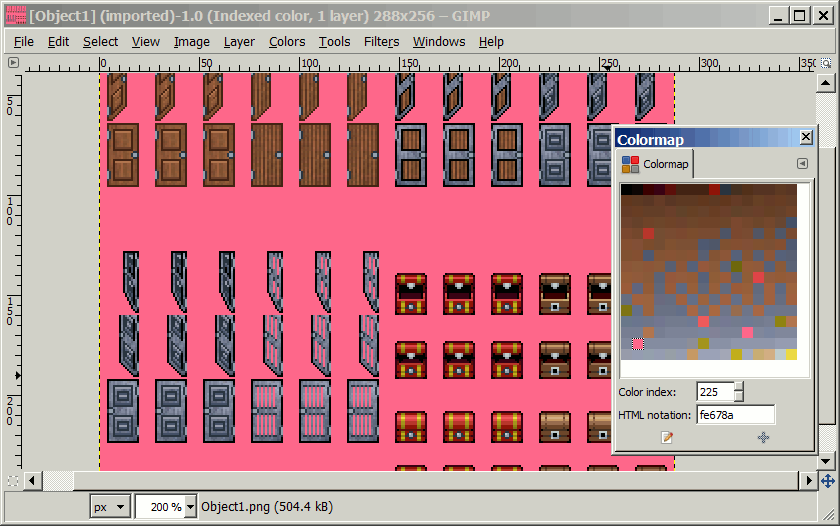 [Object1] (imported)-1.0 (Indexed color, 1 layer) 288x256 – GIMP
File Edit Select View Image Layer Colors Tools Filters Windows Help
0 50 100 150 200 250 300 350
50
100
150
200
Colormap
Colormap
Color index: 225
HTML notation: fe678a
px 200 % Object1.png (504.4 kB)